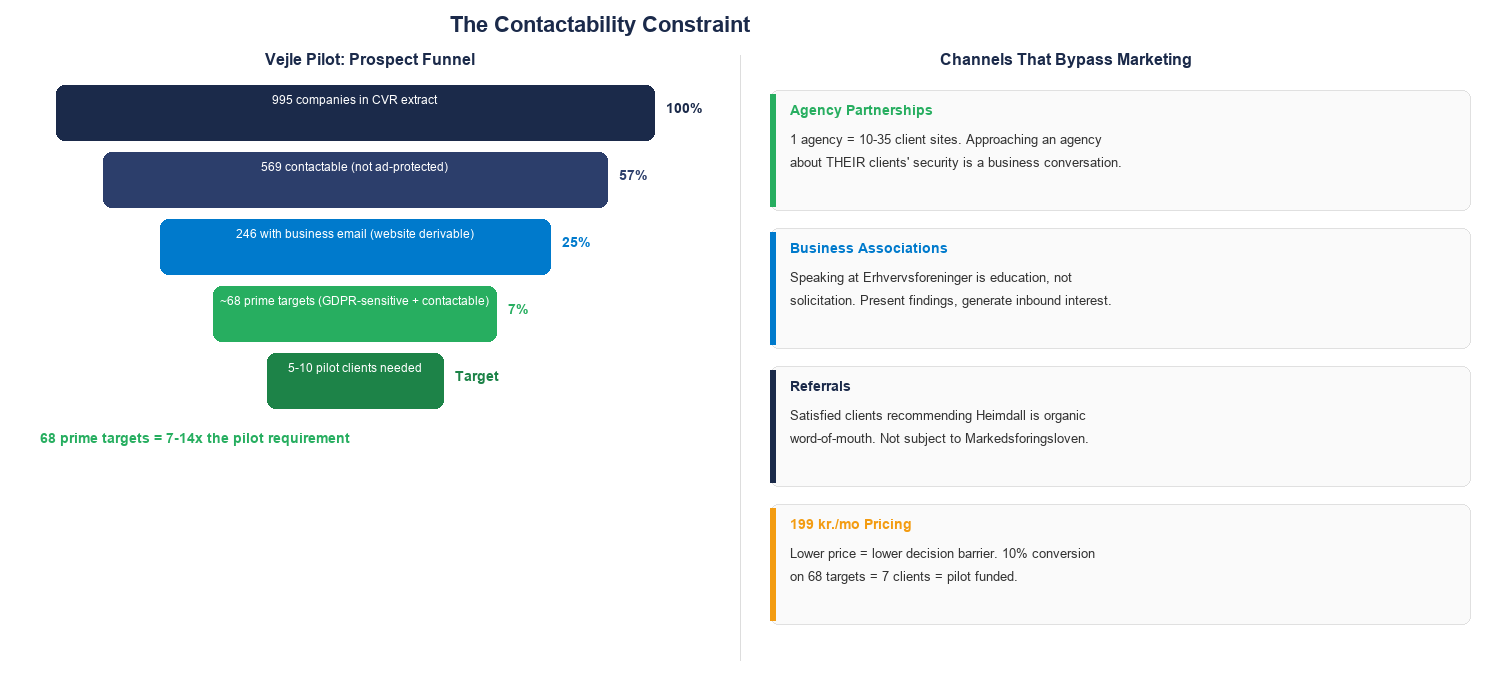 The Contactability Constraint
Vejle Pilot: Prospect Funnel
995 companies in CVR extract
100%
569 contactable (not ad-protected)
57%
246 with business email (website derivable)
25%
~68 prime targets (GDPR-sensitive + contactable)
7%
5-10 pilot clients needed
Target
68 prime targets = 7-14x the pilot requirement
Channels That Bypass Marketing
Agency Partnerships
1 agency = 10-35 client sites. Approaching an agency
about THEIR clients' security is a business conversation.
Business Associations
Speaking at Erhvervsforeninger is education, not
solicitation. Present findings, generate inbound interest.
Referrals
Satisfied clients recommending Heimdall is organic
word-of-mouth. Not subject to Markedsforingsloven.
199 kr./mo Pricing
Lower price = lower decision barrier. 10% conversion
on 68 targets = 7 clients = pilot funded.